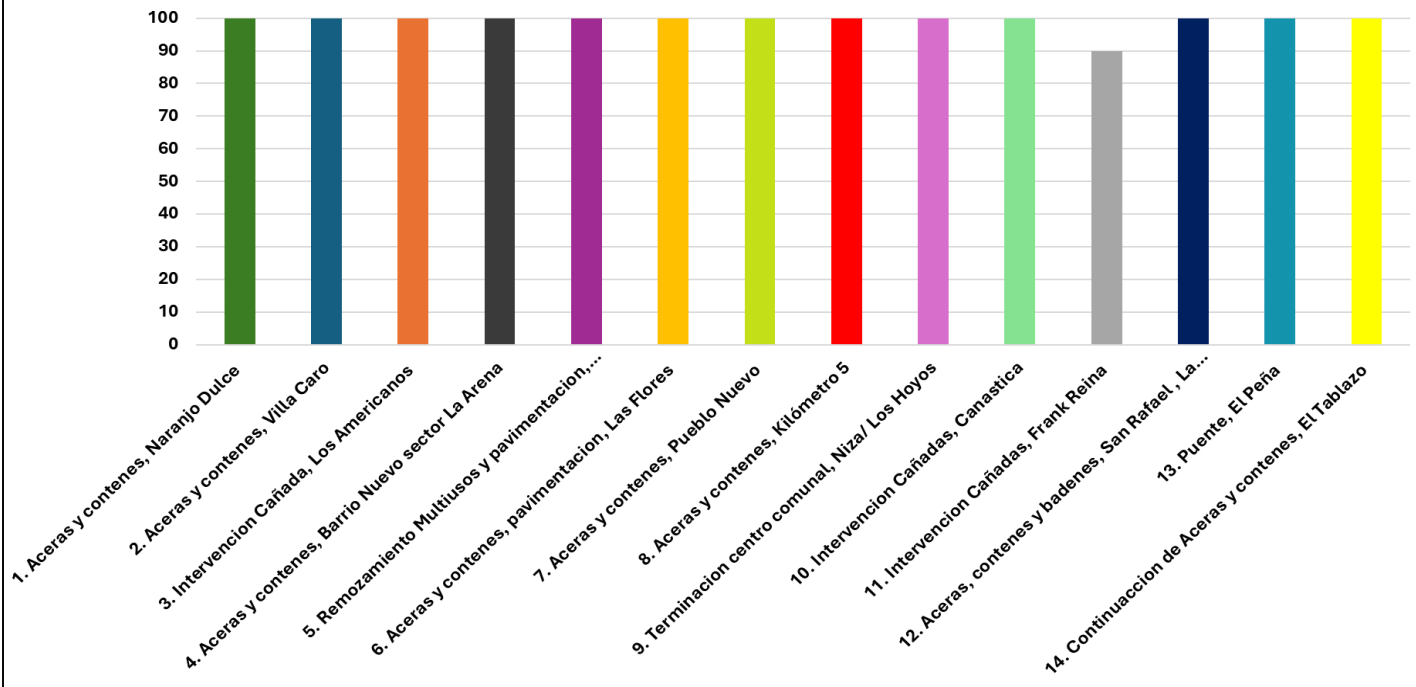 100
90
80
70
60
50
40
30
20
10
0
1. Aceras y contenes, Naranjo Dulce
2. Aceras y contenes, Villa Caro
3. Intervencion Cañada, Los Americanos
4. Aceras y contenes, Barrio Nuevo sector La Arena
5. Remozamiento Multiusos y pavimentacion,...
6. Aceras y contenes, pavimentacion, Las Flores
7. Aceras y contenes, Pueblo Nuevo
8. Aceras y contenes, Kilómetro 5
9. Terminacion centro comunal, Niza/ Los Hoyos
10. Intervencion Cañadas, Canastica
11. Intervencion Cañadas, Frank Reina
12. Aceras, contenes y badenes, San Rafael , La...
13. Puente, El Peña
14. Continuaccion de Aceras y contenes, El Tablazo